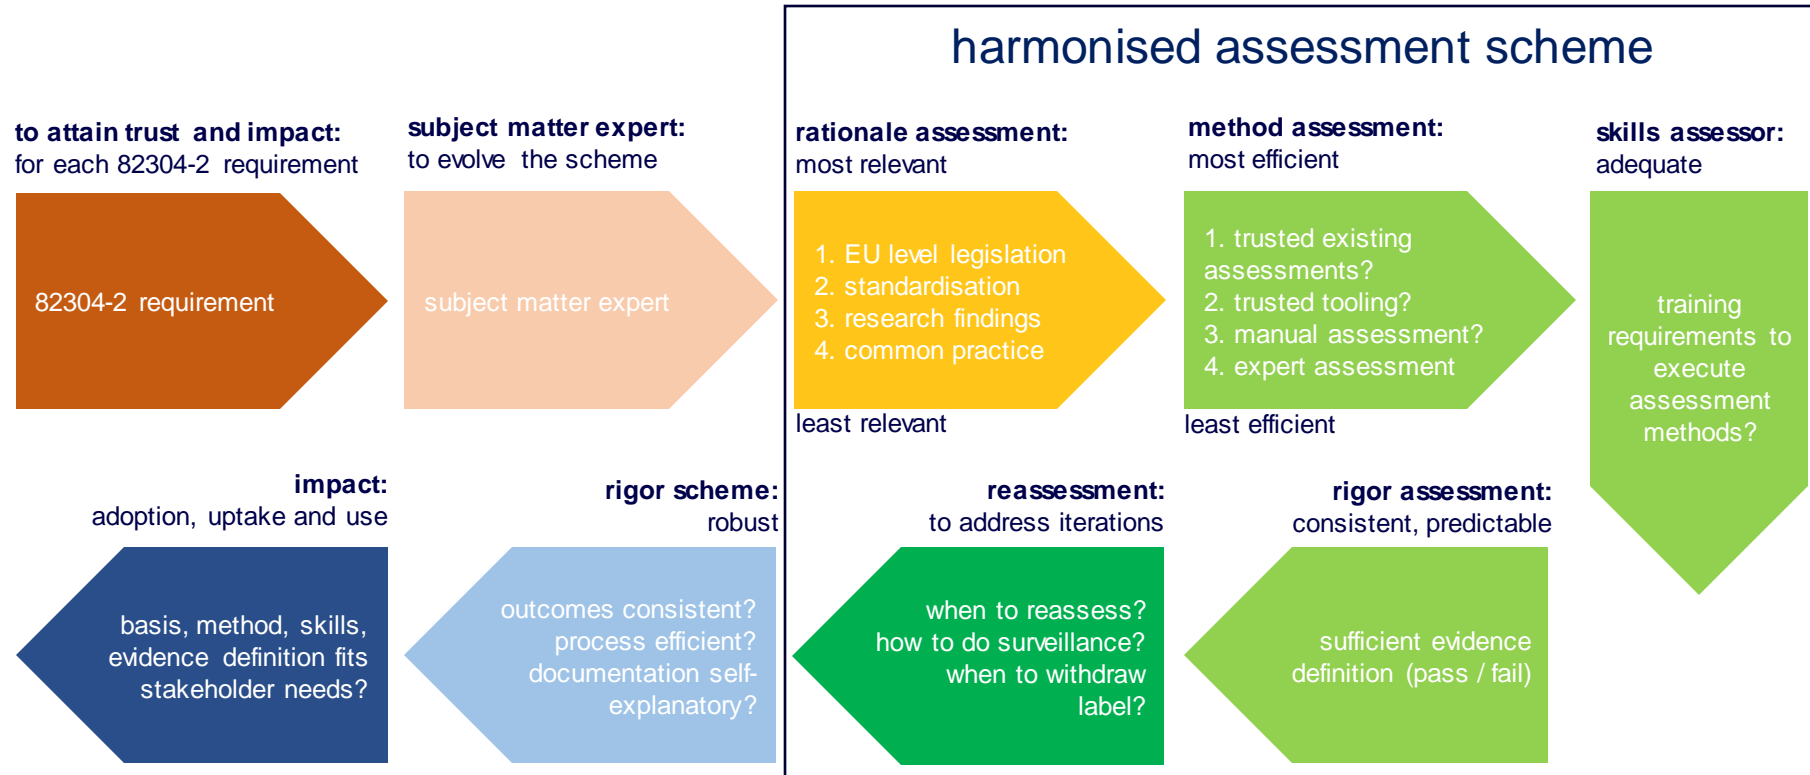 harmonised assessment scheme
to attain trust and impact:
for each 82304-2 requirement
82304-2 requirement
subject matter expert:
to evolve the scheme
subject matter expert
rationale assessment:
most relevant
1. EU level legislation
2. standardisation
3. research findings
4. common practice
least relevant
method assessment:
most efficient
1. trusted existing
assessments?
2. trusted tooling?
3. manual assessment?
4. expert assessment
least efficient
skills assessor:
adequate
training
requirements to
execute
assessment
methods?
rigor assessment:
consistent, predictable
sufficient evidence
definition (pass / fail)
reassessment:
to address iterations
when to reassess?
how to do surveillance?
when to withdraw
label?
rigor scheme:
robust
outcomes consistent?
process efficient?
documentation self-
explanatory?
impact:
adoption, uptake and use
basis, method, skills,
evidence definition fits
stakeholder needs?